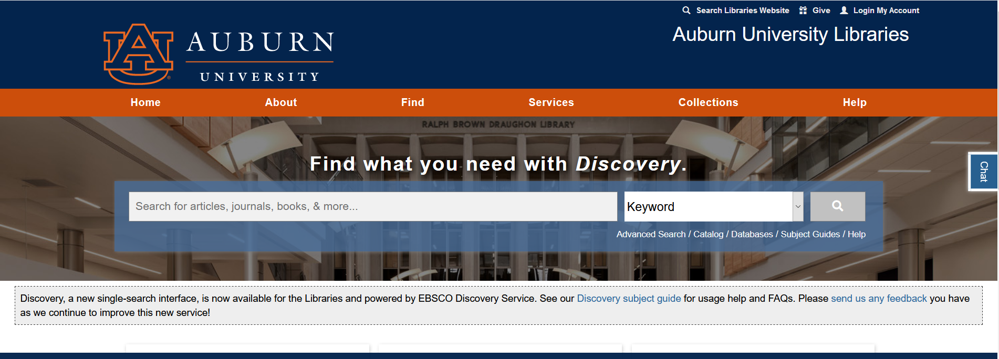 Search Libraries Website Give Login My Account
Auburn University Libraries
AUBURN
UNIVERSITY
Home About Find Services Collections Help
RALPH BROWN DRAUGHON LIBRARY
Find what you need with Discovery.
Search for articles, journals, books, & more...
Keyword
Advanced Search / Catalog / Databases / Subject Guides / Help
Chat
Discovery, a new single-search interface, is now available for the Libraries and powered by EBSCO Discovery Service. See our Discovery subject guide for usage help and FAQs. Please send us any feedback you have
as we continue to improve this new service!